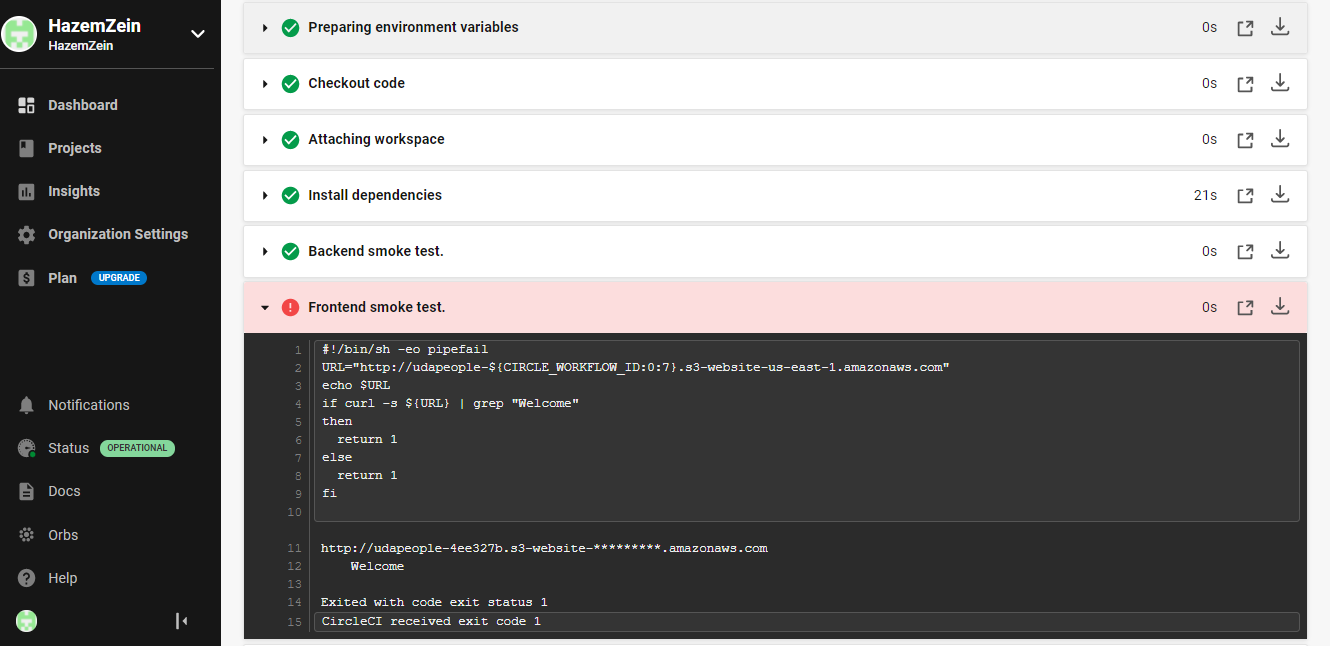 HazemZein
HazemZein
Dashboard
Projects
Insights
Organization Settings
Plan UPGRADE
Notifications
Status OPERATIONAL
Docs
Orbs
Help
Preparing environment variables 0s
Checkout code 0s
Attaching workspace 0s
Install dependencies 21s
Backend smoke test. 0s
Frontend smoke test. 0s
1 #!/bin/sh -eo pipefail
2 URL="http://udapeople-${CIRCLE_WORKFLOW_ID:0:7}.s3-website-us-east-1.amazonaws.com"
3 echo $URL
4 if curl -s ${URL} | grep "Welcome"
5 then
6   return 1
7 else
8   return 1
9 fi
10
11 http://udapeople-4ee327b.s3-website-*********.amazonaws.com
12     Welcome
13
14 Exited with code exit status 1
15 CircleCI received exit code 1